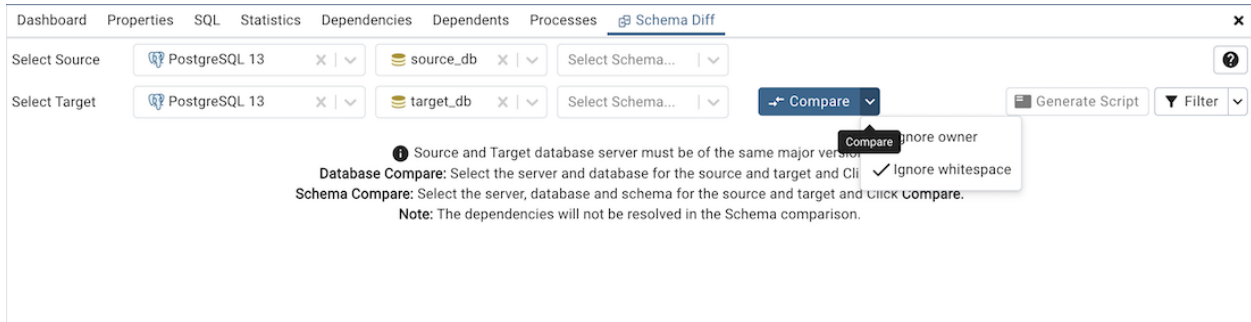 Dashboard Properties SQL Statistics Dependencies Dependents Processes Schema Diff
Select Source PostgreSQL 13 source_db Select Schema...
Select Target PostgreSQL 13 target_db Select Schema... Compare Generate Script Filter
Compare
gnore owner
Ignore whitespace
Source and Target database server must be of the same major version
Database Compare: Select the server and database for the source and target and Cli
Schema Compare: Select the server, database and schema for the source and target and Click Compare.
Note: The dependencies will not be resolved in the Schema comparison.